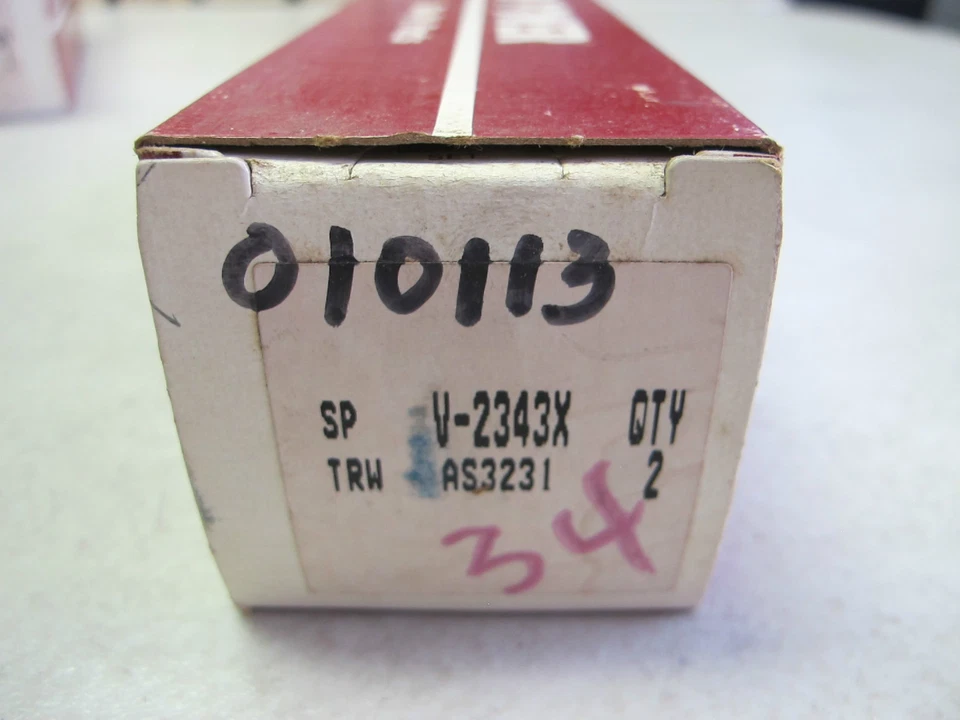 010113
SP V-2343X QTY
TRW AS3231 2
34